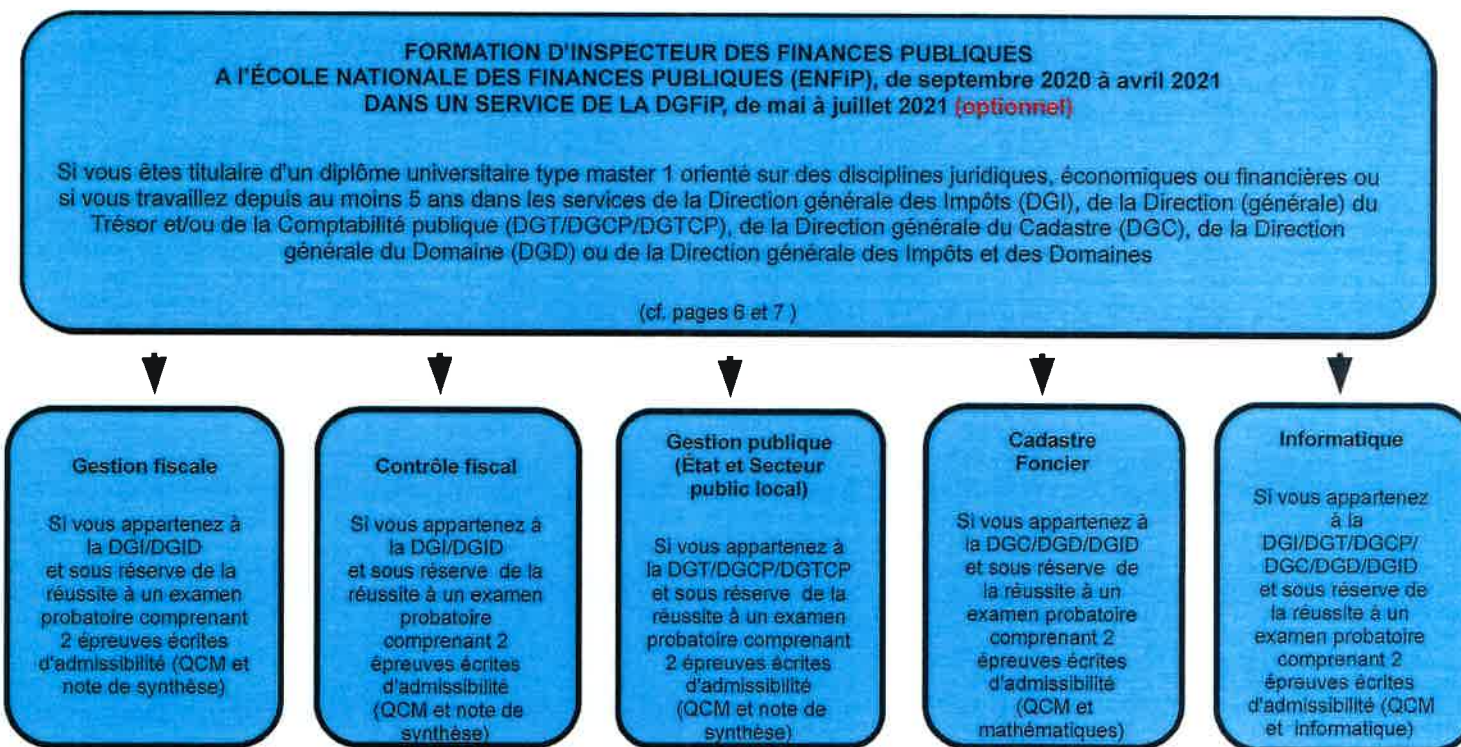 FORMATION D'INSPECTEUR DES FINANCES PUBLIQUES
A l'ÉCOLE NATIONALE DES FINANCES PUBLIQUES (ENFiP), de septembre 2020 à avril 2021
DANS UN SERVICE DE LA DGFiP, de mai à juillet 2021 (optionnel)
Si vous êtes titulaire d'un diplôme universitaire type master 1 orienté sur des disciplines juridiques, économiques ou financières ou
si vous travaillez depuis au moins 5 ans dans les services de la Direction générale des Impôts (DGI), de la Direction (générale) du
Trésor et/ou de la Comptabilité publique (DGT/DGCP/DGTCP), de la Direction générale du Cadastre (DGC), de la Direction
générale du Domaine (DGD) ou de la Direction générale des Impôts et des Domaines
(cf. pages 6 et 7 )
Gestion fiscale
Si vous appartenez à
la DGI/DGID
et sous réserve de la
réussite à un examen
probatoire comprenant
2 épreuves écrites
d'admissibilité (QCM et
note de synthèse)
Contrôle fiscal
Si vous appartenez à
la DGI/DGID
et sous réserve de la
réussite à un examen
probatoire
comprenant 2
épreuves écrites
d'admissibilité
(QCM et note de
synthèse)
Gestion publique
(État et Secteur
public local)
Si vous appartenez à
la DGT/DGCP/DGTCP
et sous réserve de la
réussite à un examen
probatoire comprenant
2 épreuves écrites
d'admissibilité
(QCM et note de
synthèse)
Cadastre
Foncier
Si vous appartenez à
la DGC/DGD/DGID
et sous réserve de
la réussite à un
examen probatoire
comprenant 2
épreuves écrites
d'admissibilité
(QCM et
mathématiques)
Informatique
Si vous appartenez
à la
DGI/DGT/DGCP/
DGC/DGD/DGID
et sous réserve de
la réussite à un
examen probatoire
comprenant 2
épreuves écrites
d'admissibilité (QCM
et informatique)